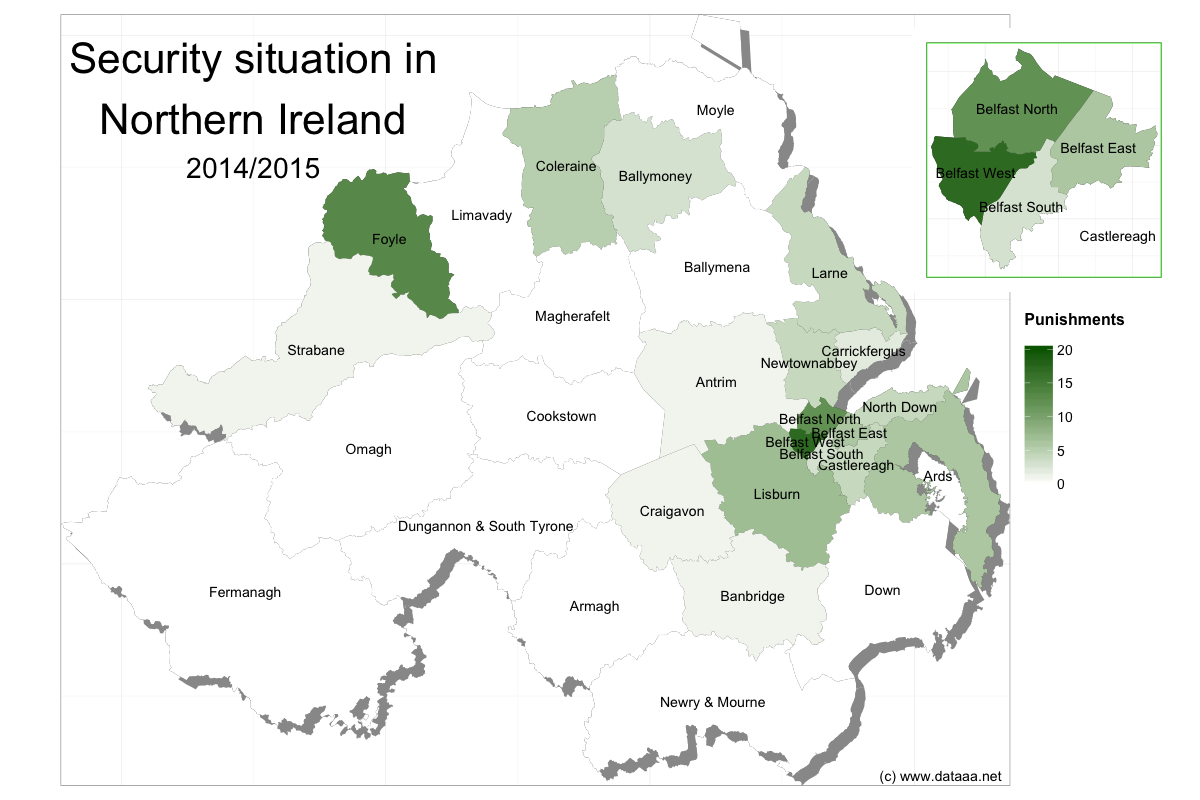 Security situation in
Northern Ireland
2014/2015
Moyle
Coleraine
Ballymoney
Limavady
Foyle
Ballymena
Larne
Magherafelt
Strabane
Carrickfergus
Newtownabbey
Antrim
Cookstown
North Down
Belfast North
Belfast East
Belfast West
Belfast South
Castlereagh
Omagh
Ards
Lisburn
Craigavon
Dungannon & South Tyrone
Fermanagh
Armagh
Banbridge
Down
Newry & Mourne
(c) www.dataaa.net
Belfast North
Belfast East
Belfast West
Belfast South
Castlereagh
Punishments
20
15
10
5
0